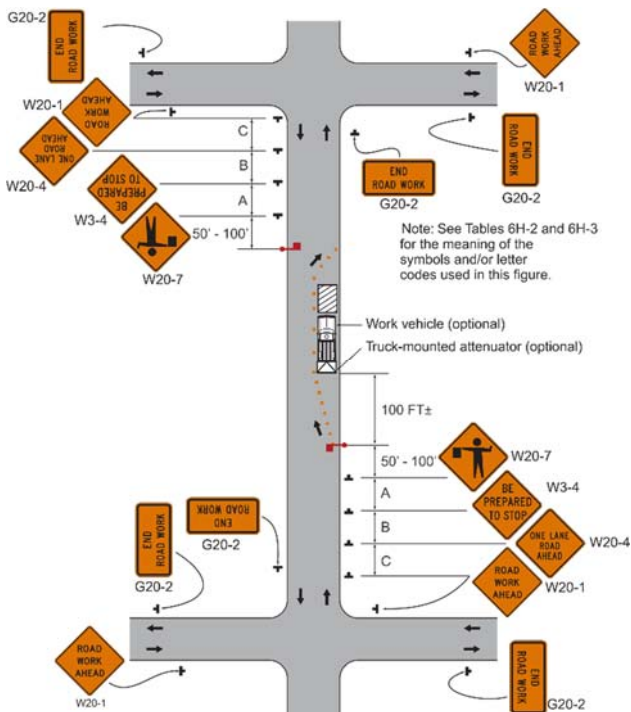 G20-2
END
ROAD WORK
ROAD
WORK
AHEAD
W20-1
W20-1
ROAD
WORK
AHEAD
ONE LANE
ROAD
AHEAD
W20-4
BE
PREPARED
TO STOP
W3-4
W20-7
C
B
A
50' - 100'
END
ROAD WORK
G20-2
END
ROAD WORK
G20-2
Note: See Tables 6H-2 and 6H-3
for the meaning of the
symbols and/or letter
codes used in this figure.
Work vehicle (optional)
Truck-mounted attenuator (optional)
100 FT±
50' - 100'
A
B
C
W20-7
W3-4
BE
PREPARED
TO STOP
ONE LANE
ROAD
AHEAD
W20-4
ROAD
WORK
AHEAD
W20-1
END
ROAD WORK
G20-2
END
ROAD WORK
G20-2
ROAD
WORK
AHEAD
W20-1
END
ROAD WORK
G20-2